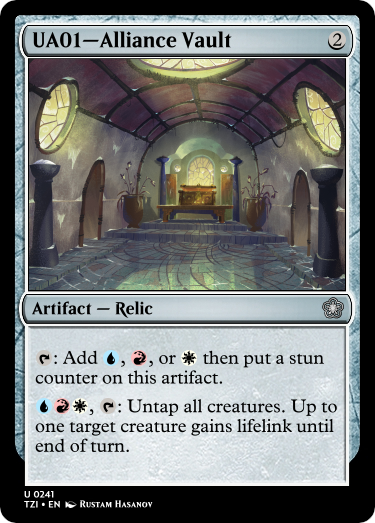 UA01—Alliance Vault 2
Artifact — Relic
: Add , , or then put a stun
counter on this artifact.
, : Untap all creatures. Up to
one target creature gains lifelink until
end of turn.
U 0241
TZI • EN Rustam Hasanov